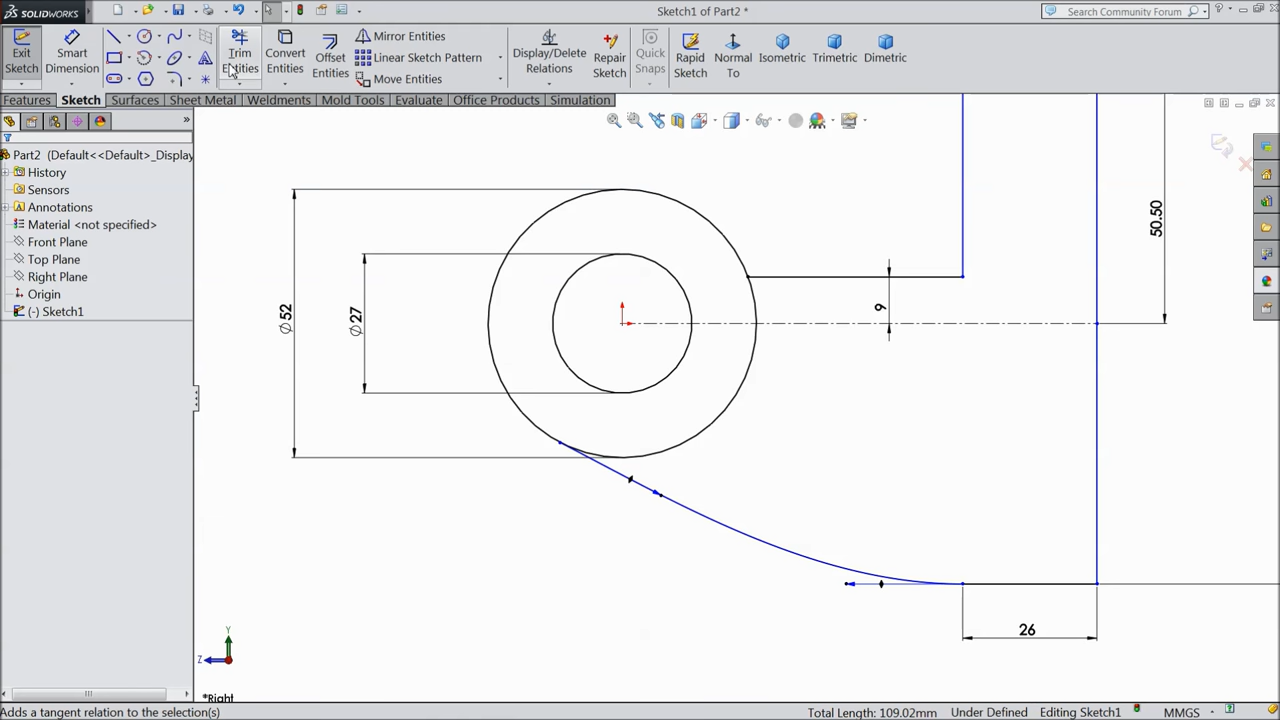 SOLIDWORKS
Sketch1 of Part2 *
Search Community Forum
Exit Sketch
Smart Dimension
Trim Entities
Convert Entities
Offset Entities
Mirror Entities
Linear Sketch Pattern
Move Entities
Display/Delete Relations
Repair Sketch
Quick Snaps
Rapid Sketch
Normal To
Isometric
Trimetric
Dimetric
Features
Sketch
Surfaces
Sheet Metal
Weldments
Mold Tools
Evaluate
Office Products
Simulation
Part2 (Default<<Default>_Display
History
Sensors
Annotations
Material <not specified>
Front Plane
Top Plane
Right Plane
Origin
(-) Sketch1
∅52
∅27
9
50.50
26
Y
Z
*Right
Adds a tangent relation to the selection(s)
Total Length: 109.02mm
Under Defined
Editing Sketch1
MMGS